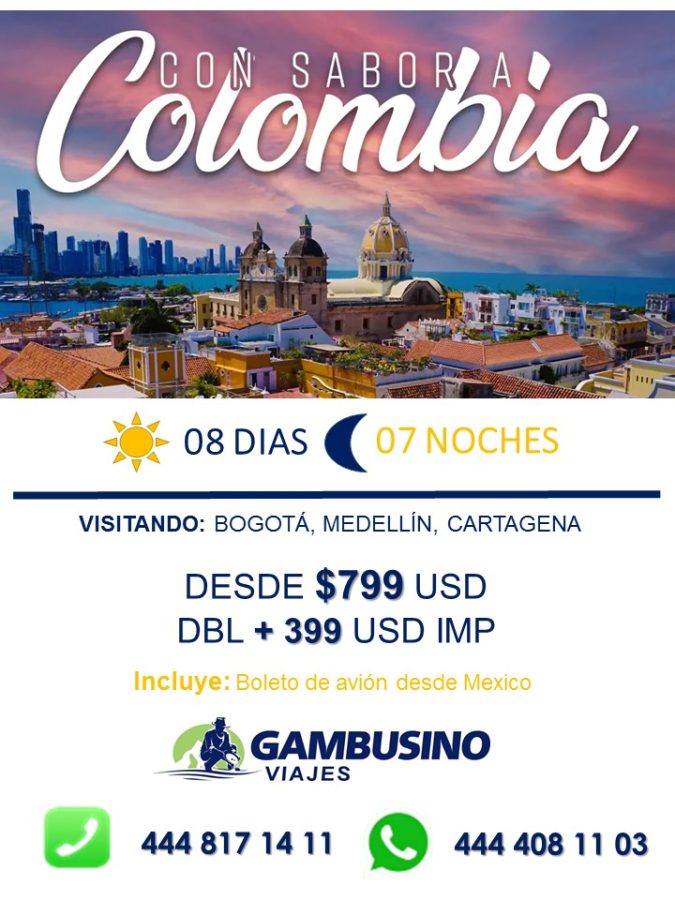 CON SABOR A
Colombia
08 DIAS 07 NOCHES
VISITANDO: BOGOTÁ, MEDELLÍN, CARTAGENA
DESDE $799 USD
DBL + 399 USD IMP
Incluye: Boleto de avión desde Mexico
GAMBUSINO
VIAJES
444 817 14 11 444 408 11 03